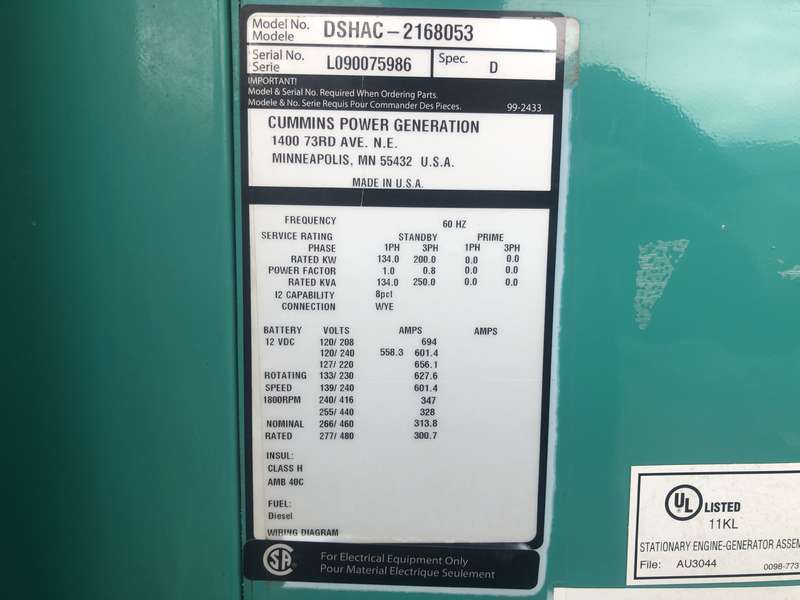 Model No. DSHAC-2168053
Modele
Serial No. L090075986 Spec. D
Serie
IMPORTANT!
Model & Serial No. Required When Ordering Parts.
Modele & No. Serie Requis Pour Commander Des Pieces. 99-2433
CUMMINS POWER GENERATION
1400 73RD AVE. N.E.
MINNEAPOLIS, MN 55432 U.S.A.
MADE IN U.S.A.
FREQUENCY 60 HZ
SERVICE RATING STANDBY PRIME
PHASE 1PH 3PH 1PH 3PH
RATED KW 134.0 200.0 0.0 0.0
POWER FACTOR 1.0 0.8 0.0 0.0
RATED KVA 134.0 250.0 0.0 0.0
I2 CAPABILITY 8pcl
CONNECTION WYE
BATTERY VOLTS AMPS AMPS
12 VDC 120/ 208 694
120/ 240 558.3 601.4
127/ 220 656.1
ROTATING 133/ 230 627.6
SPEED 139/ 240 601.4
1800RPM 240/ 416 347
255/ 440 328
NOMINAL 266/ 460 313.8
RATED 277/ 480 300.7
INSUL:
CLASS H
AMB 40C
FUEL:
Diesel
WIRING DIAGRAM
SA For Electrical Equipment Only
Pour Material Electrique Seulement
UL LISTED
11KL
STATIONARY ENGINE-GENERATOR ASSEM
File: AU3044 0098-773